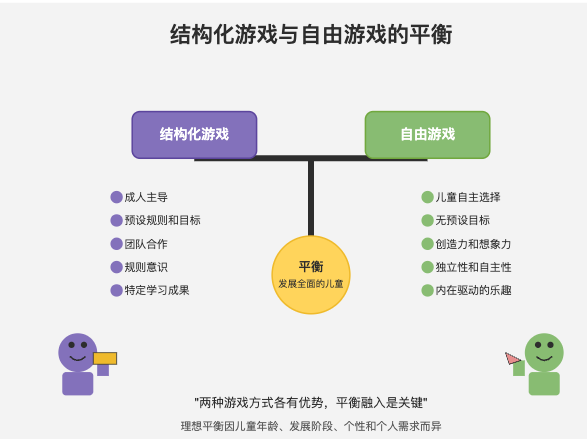 结构化游戏与自由游戏的平衡
结构化游戏
自由游戏
成人主导
预设规则和目标
团队合作
规则意识
特定学习成果
平衡
发展全面的儿童
儿童自主选择
无预设目标
创造力和想象力
独立性和自主性
内在驱动的乐趣
"两种游戏方式各有优势，平衡融入是关键"
理想平衡因儿童年龄、发展阶段、个性和个人需求而异